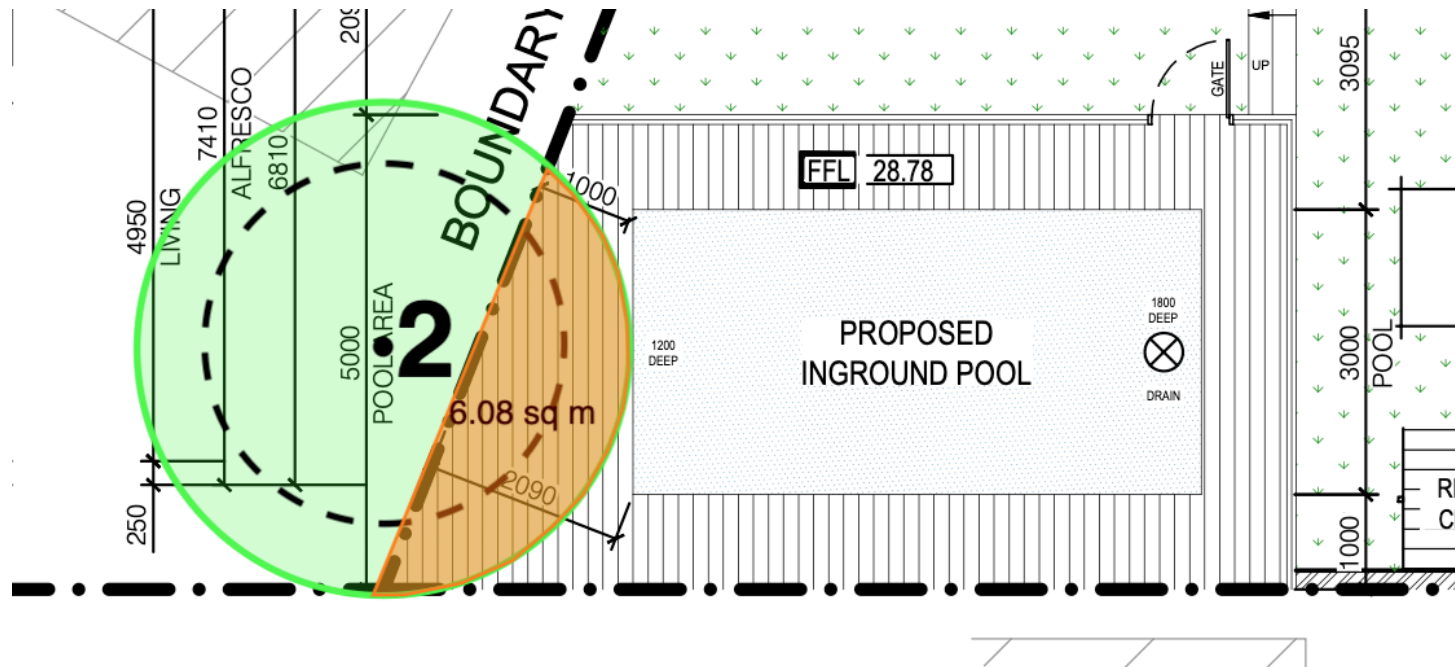 209
BOUNDARY
3095
UP
GATE
7410
ALFRESCO
6810
FFL 28.78
1000
4950
LIVING
2
5000
POOL AREA
6.08 sq m
2090
250
1200
DEEP
PROPOSED
INGROUND POOL
1800
DEEP
DRAIN
3000
POOL
1000